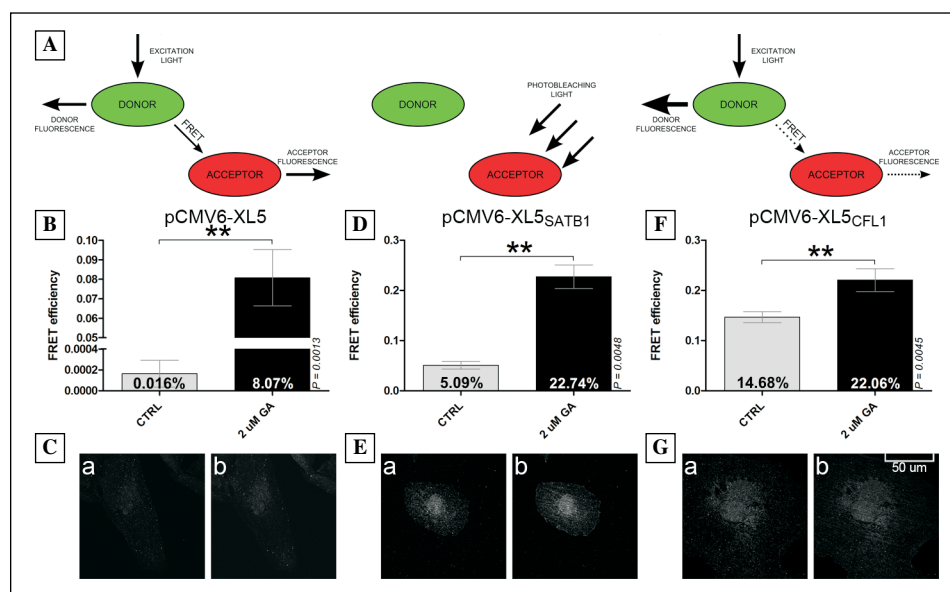 A
EXCITATION
LIGHT
DONOR
DONOR
FLUORESCENCE
FRET
ACCEPTOR
FLUORESCENCE
ACCEPTOR
DONOR
PHOTOBLEACHING
LIGHT
ACCEPTOR
EXCITATION
LIGHT
DONOR
DONOR
FLUORESCENCE
FRET
ACCEPTOR
FLUORESCENCE
ACCEPTOR
B
pCMV6-XL5
**
FRET efficiency
0.10
0.09
0.08
0.07
0.06
0.05
0.0004
0.0002
0.0000
0.016%
8.07%
P = 0.0013
CTRL
2 uM GA
D
pCMV6-XL5SATB1
**
FRET efficiency
0.3
0.2
0.1
0.0
5.09%
22.74%
P = 0.0048
CTRL
2 uM GA
F
pCMV6-XL5CFL1
**
FRET efficiency
0.3
0.2
0.1
0.0
14.68%
22.06%
P = 0.0045
CTRL
2 uM GA
C
a
b
E
a
b
G
a
b
50 um